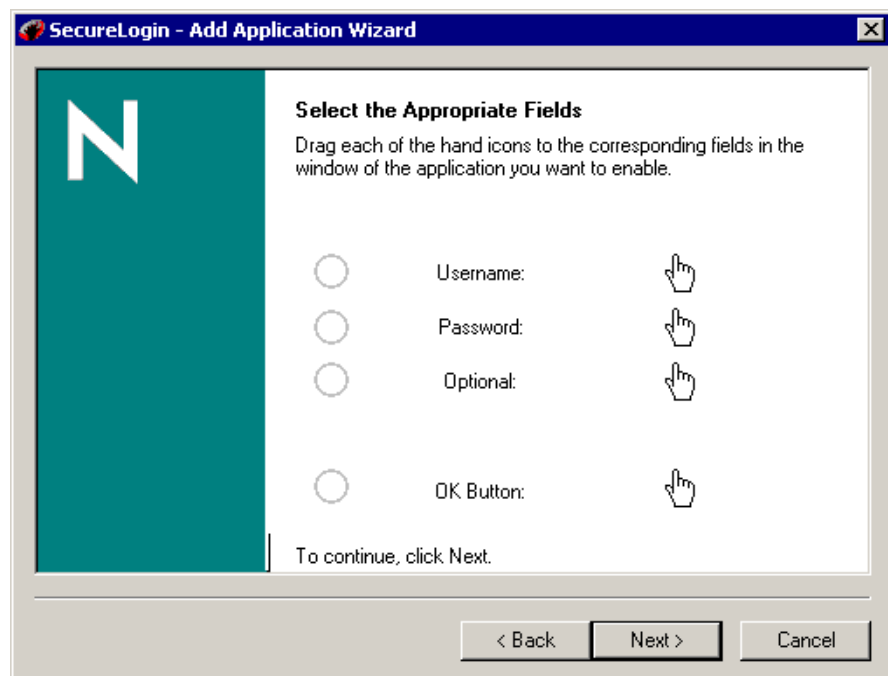 SecureLogin - Add Application Wizard
N
Select the Appropriate Fields
Drag each of the hand icons to the corresponding fields in the
window of the application you want to enable.
Username:
Password:
Optional:
OK Button:
To continue, click Next.
< Back
Next >
Cancel